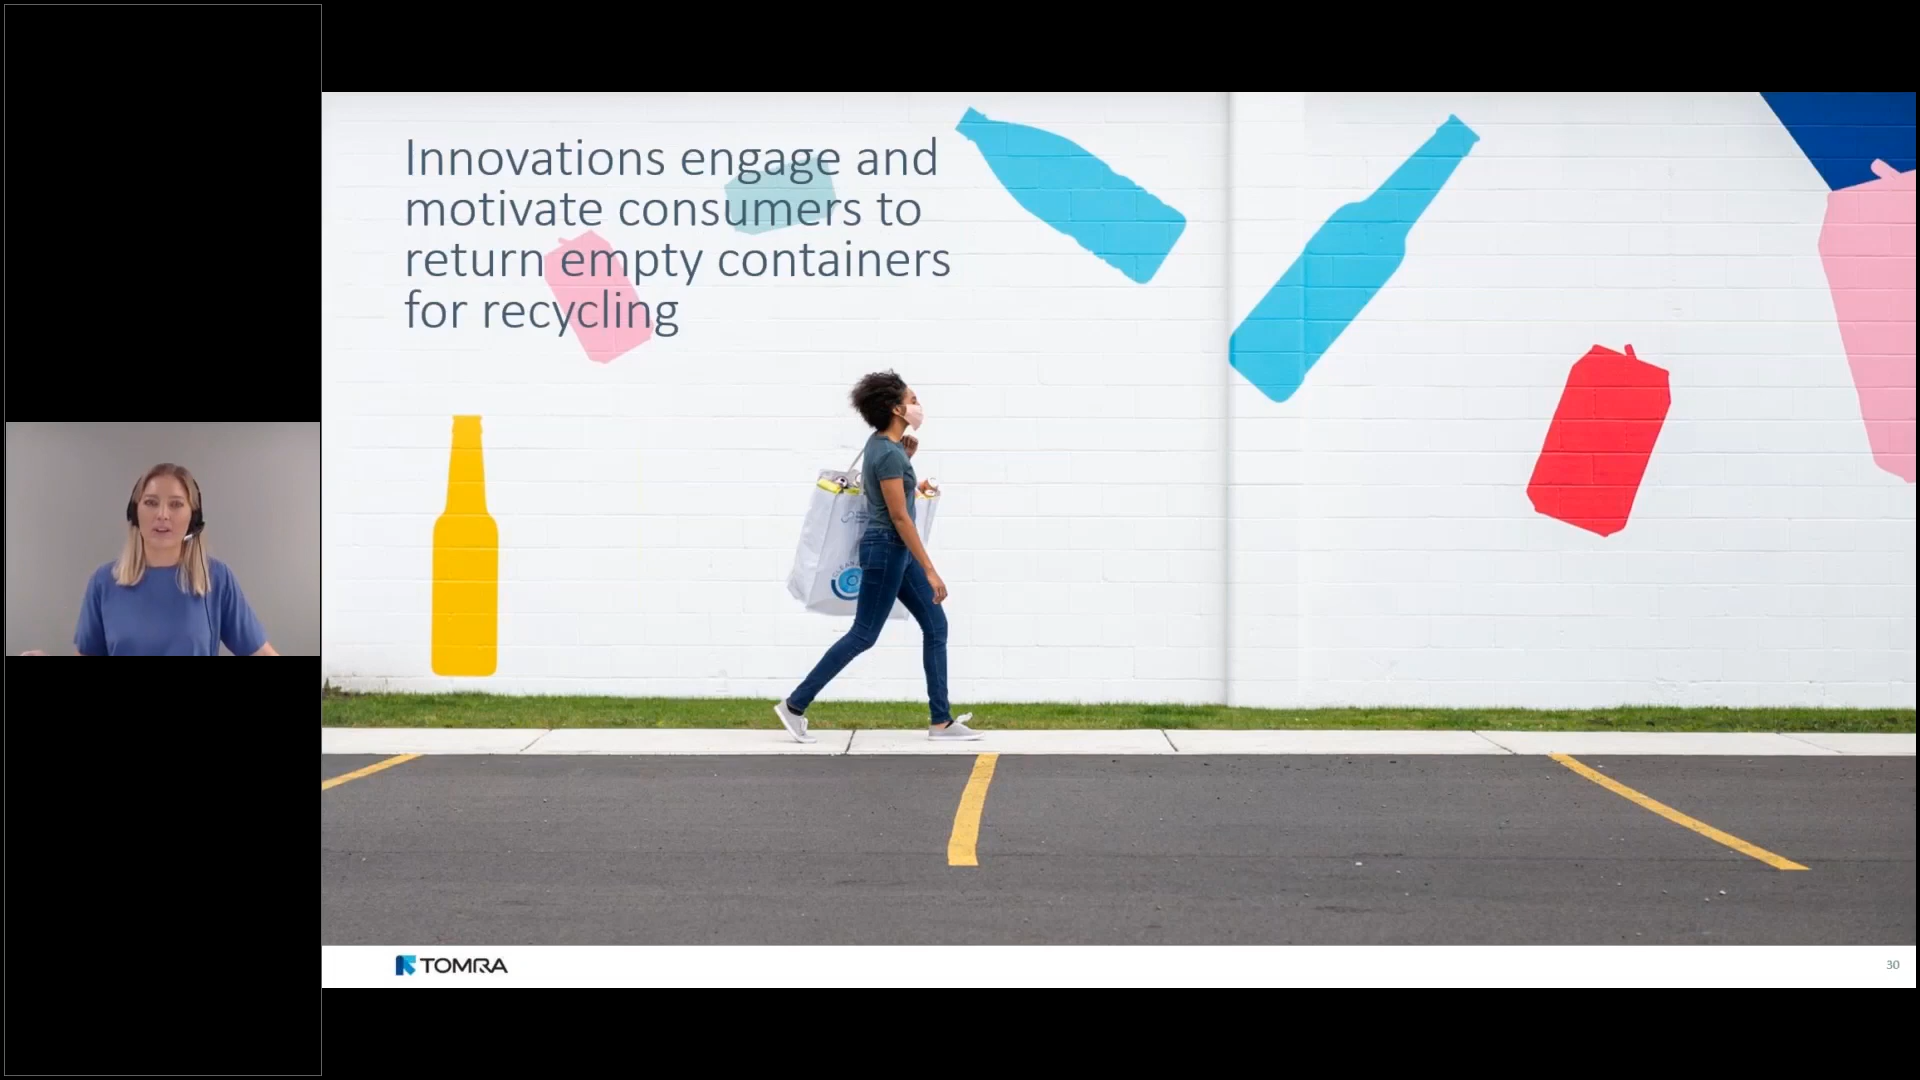 Innovations engage and
motivate consumers to
return empty containers
for recycling
TOMRA
30